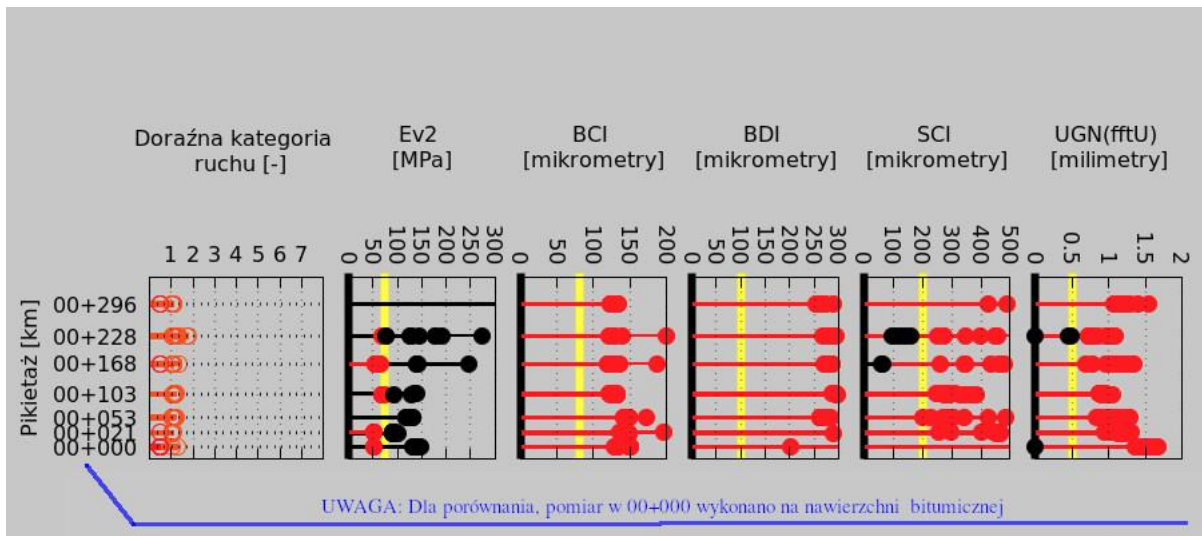 Doraźna kategoria
ruchu [-]
Ev2
[MPa]
BCI
[mikrometry]
BDI
[mikrometry]
SCI
[mikrometry]
UGN(fftU)
[milimetry]
1 2 3 4 5 6 7
0 50 100 150 200 250 300
0 50 100 150 200
0 50 100 150 200 250 300
0 100 200 300 400 500
0 0.5 1 1.. 2
Pikietaż [km]
00+296
00+228
00+168
00+103
00+053
00+021
00+000
UWAGA: Dla porównania, pomiar w 00+000 wykonano na nawierzchni bitumicznej